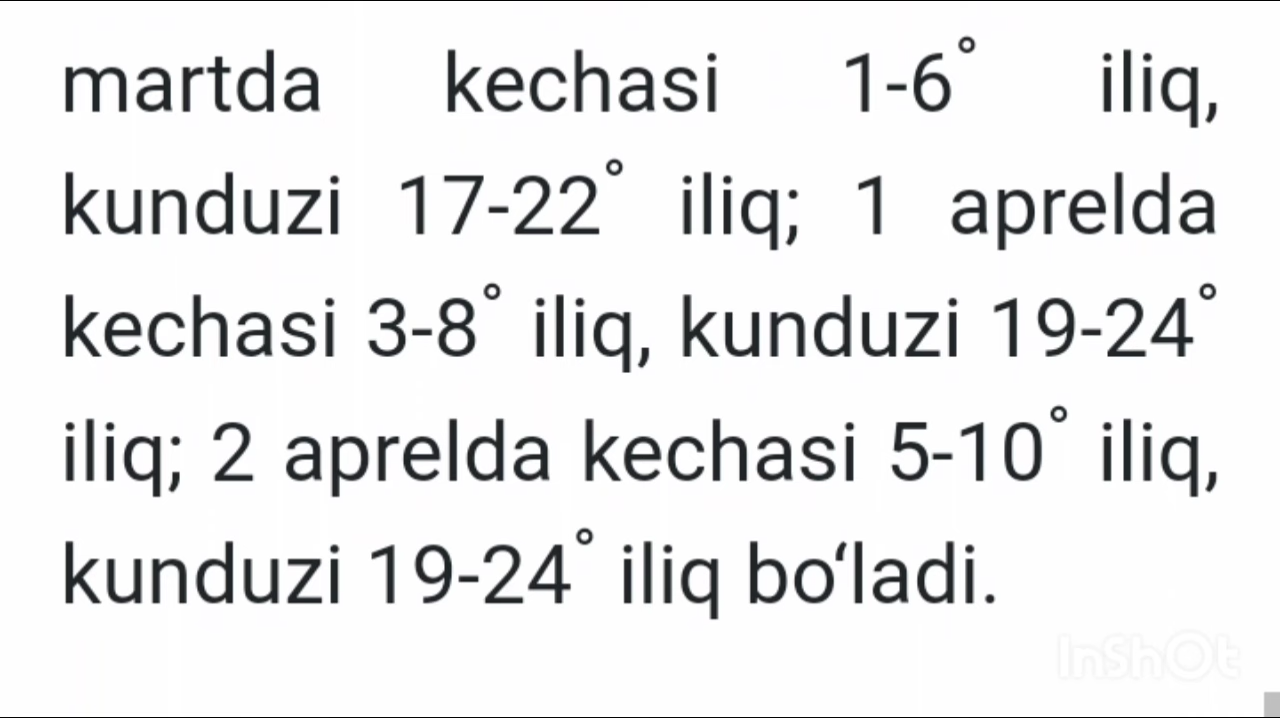 martda kechasi 1-6° iliq,
kunduzi 17-22° iliq; 1 aprelda
kechasi 3-8° iliq, kunduzi 19-24°
iliq; 2 aprelda kechasi 5-10° iliq,
kunduzi 19-24° iliq bo‘ladi.
InShOt